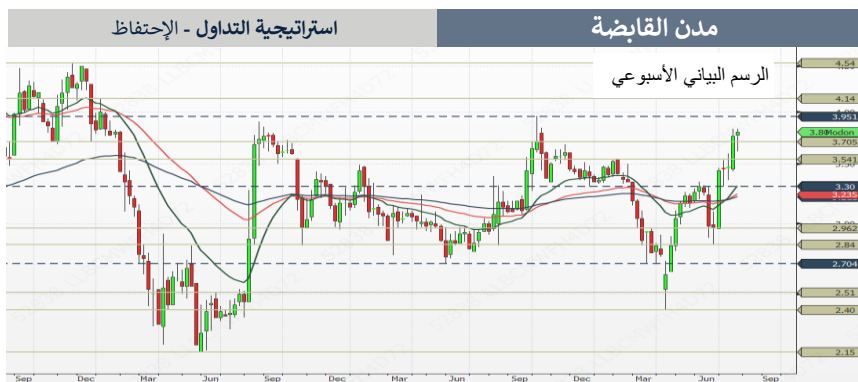 مدن القابضة
استراتيجية التداول - الإحتفاظ
الرسم البياني الأسبوعي
4.54
4.14
3.951
3.8Modon
3.705
3.541
3.30
3.235
2.962
2.84
2.704
2.51
2.40
2.15
Sep Dec Mar Jun Sep Dec Mar Jun Sep Dec Mar Jun Sep